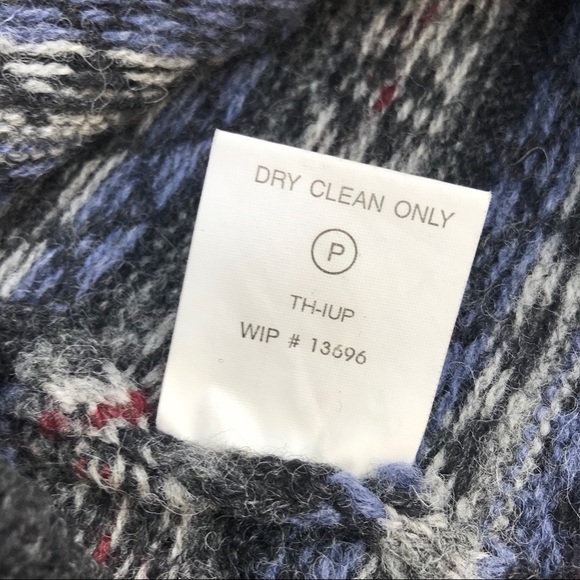 DRY CLEAN ONLY
P
TH-IUP
WIP # 13696